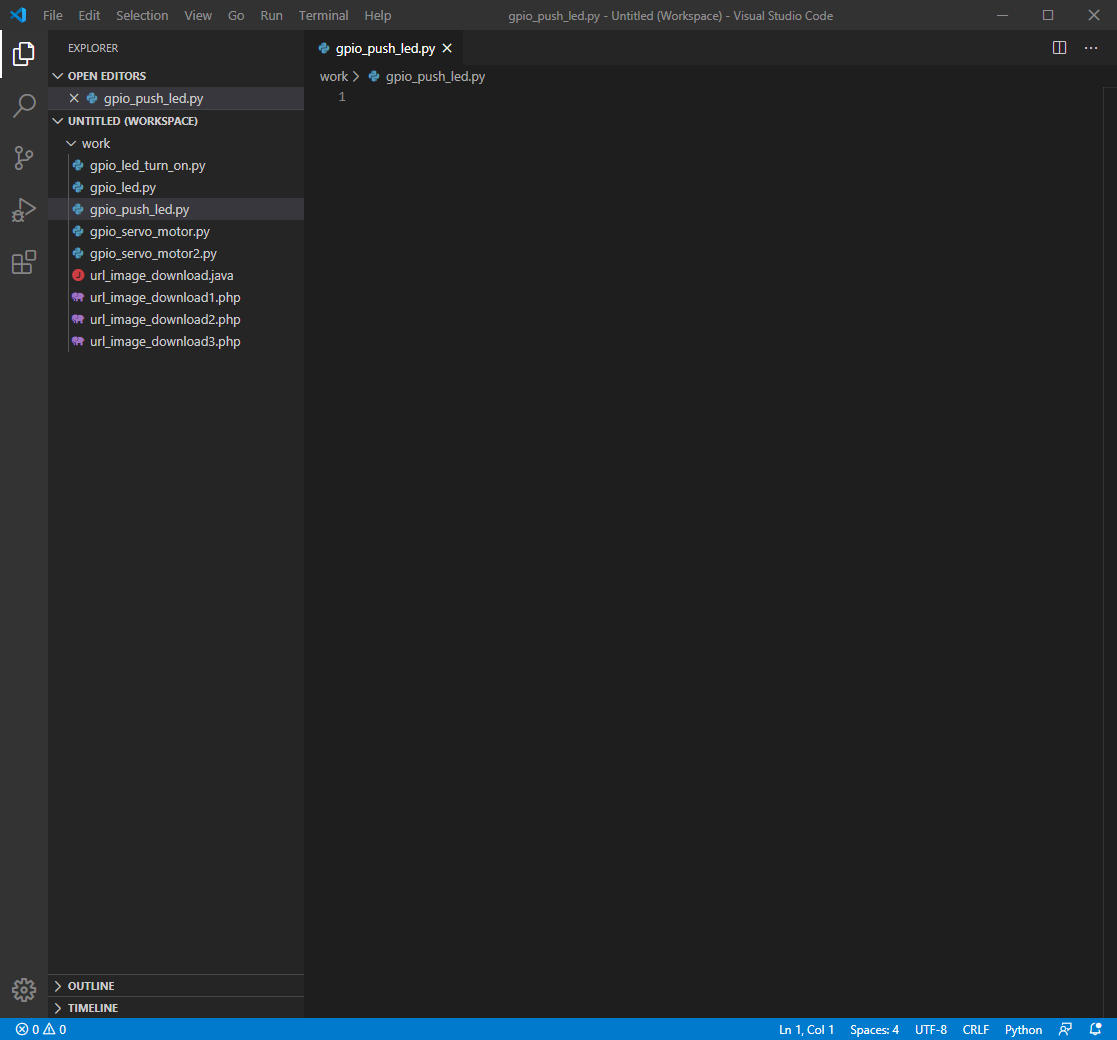 File Edit Selection View Go Run Terminal Help gpio_push_led.py - Untitled (Workspace) - Visual Studio Code
EXPLORER
OPEN EDITORS
gpio_push_led.py
UNTITLED (WORKSPACE)
work
gpio_led_turn_on.py
gpio_led.py
gpio_push_led.py
gpio_servo_motor.py
gpio_servo_motor2.py
url_image_download.java
url_image_download1.php
url_image_download2.php
url_image_download3.php
OUTLINE
TIMELINE
gpio_push_led.py
work > gpio_push_led.py
1
0 0 Ln 1, Col 1 Spaces: 4 UTF-8 CRLF Python